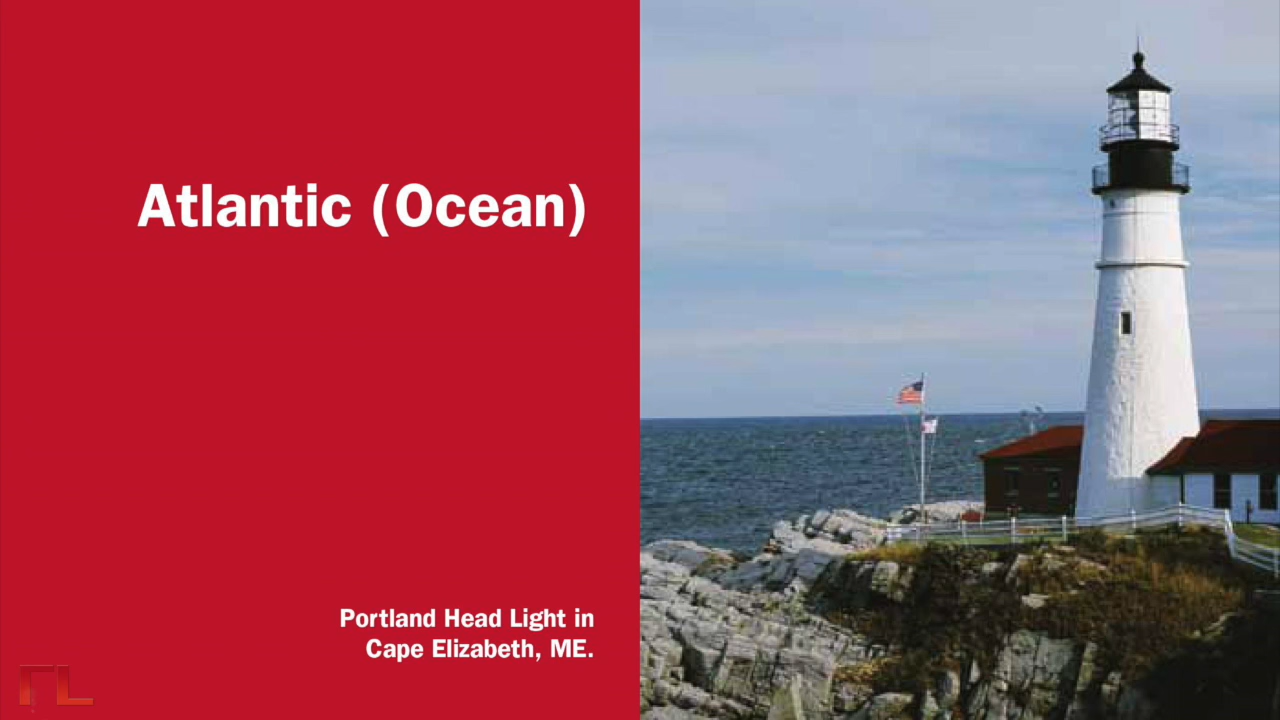 Atlantic (Ocean)
Portland Head Light in
Cape Elizabeth, ME.